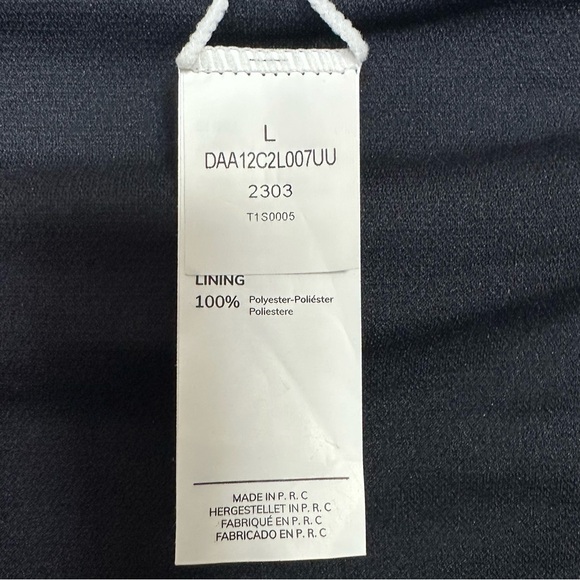 L
DAA12C2L007UU
2303
T1S0005
LINING
100% Polyester-Poliéster
Poliestere
MADE IN P. R. C
HERGESTELLET IN P. R. C
FABRIQUÉ EN P. R. C
FABRICADO EN P. R. C